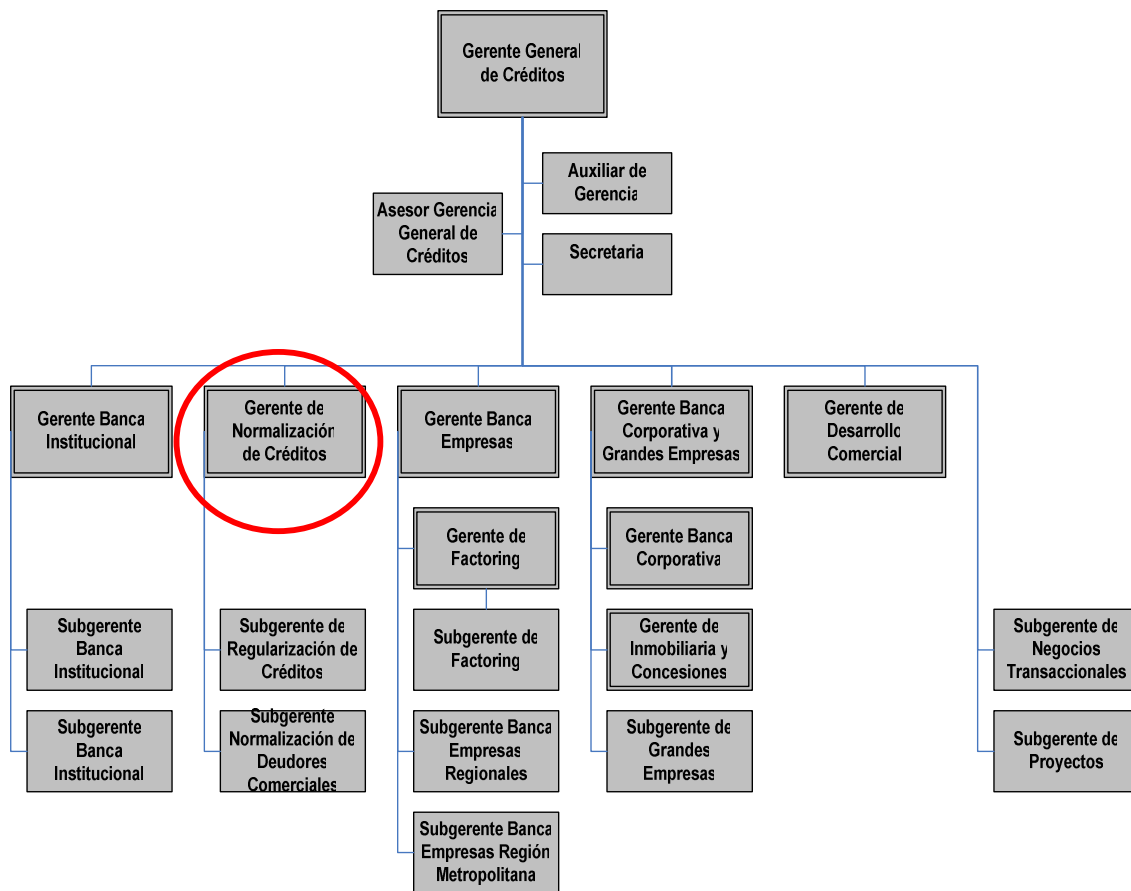 Gerente General
de Créditos
Auxiliar de
Gerencia
Asesor Gerencia
General de
Créditos
Secretaria
Gerente Banca
Institucional
Gerente de
Normalización
de Créditos
Gerente Banca
Empresas
Gerente Banca
Corporativa y
Grandes Empresas
Gerente de
Desarrollo
Comercial
Gerente de
Factoring
Gerente Banca
Corporativa
Subgerente
Banca
Institucional
Subgerente de
Regularización de
Créditos
Subgerente de
Factoring
Gerente de
Inmobiliaria y
Concesiones
Subgerente de
Negocios
Transaccionales
Subgerente
Banca
Institucional
Subgerente
Normalización de
Deudores
Comerciales
Subgerente Banca
Empresas
Regionales
Subgerente de
Grandes
Empresas
Subgerente de
Proyectos
Subgerente Banca
Empresas Región
Metropolitana